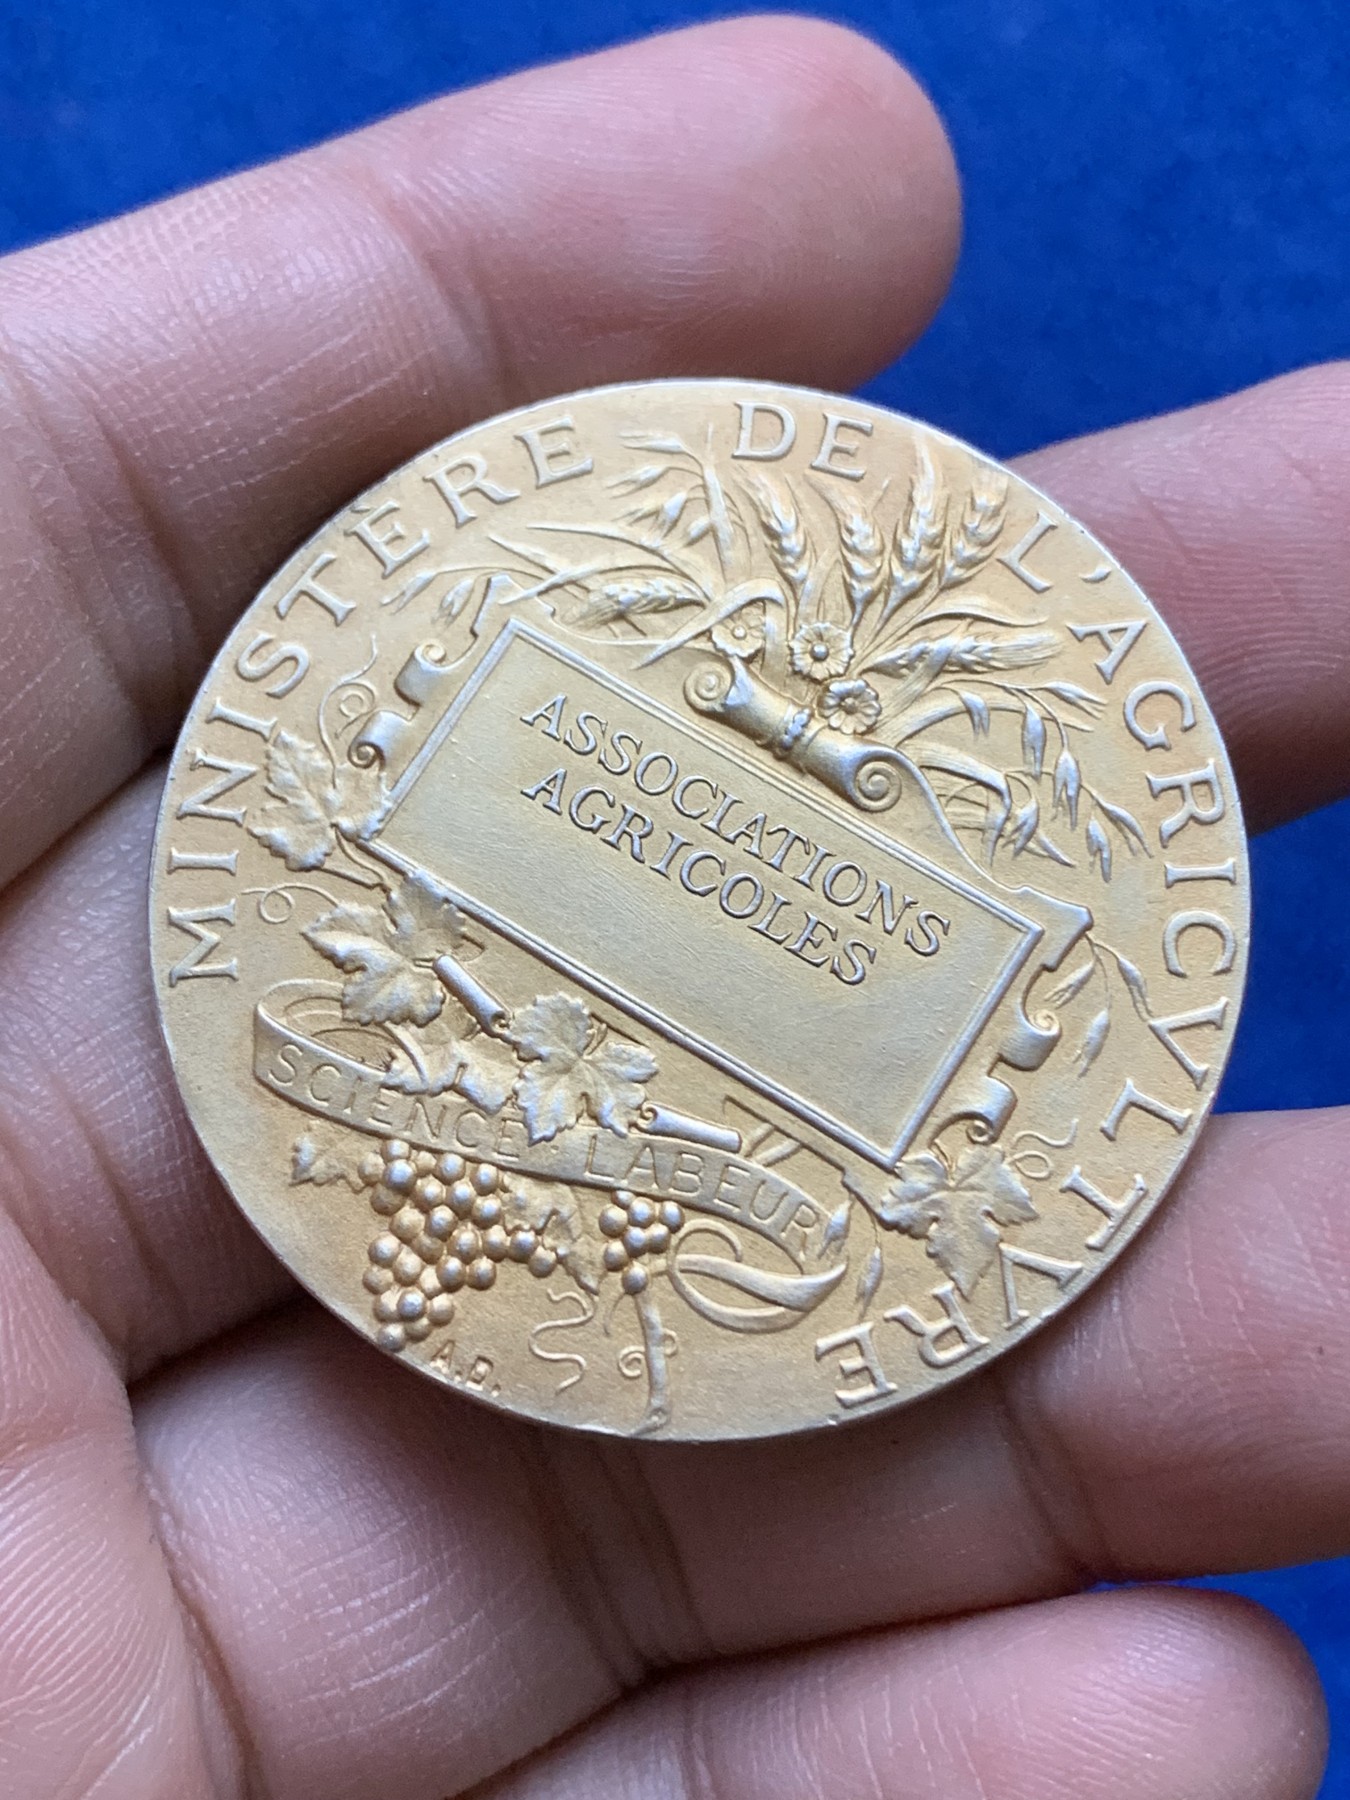 MINISTÈRE DE L'AGRICVLTVRE
ASSOCIATIONS
AGRICOLES
SCIENCE · LABEUR
A.D.